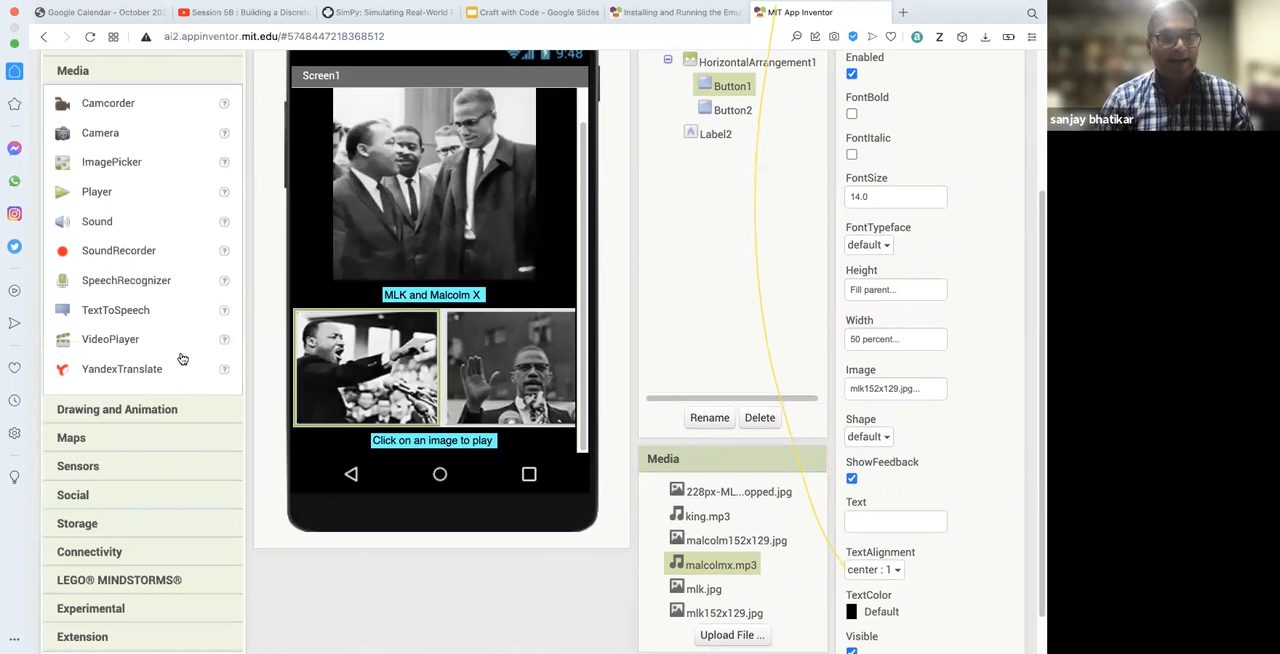 Google Calendar - October 202
Session 5B : Building a Discrete
SimPy: Simulating Real-World P
Craft with Code - Google Slides
Installing and Running the Emul
MIT App Inventor
ai2.appinventor.mit.edu/#5748447218368512
Media
Camcorder
Camera
ImagePicker
Player
Sound
SoundRecorder
SpeechRecognizer
TextToSpeech
VideoPlayer
YandexTranslate
Drawing and Animation
Maps
Sensors
Social
Storage
Connectivity
LEGO® MINDSTORMS®
Experimental
Extension
9:48
Screen1
MLK and Malcolm X
Click on an image to play
HorizontalArrangement1
Button1
Button2
Label2
Rename
Delete
Media
228px-ML...opped.jpg
king.mp3
malcolm152x129.jpg
malcolmx.mp3
mlk.jpg
mlk152x129.jpg
Upload File ...
Enabled
FontBold
FontItalic
FontSize
14.0
FontTypeface
default
Height
Fill parent...
Width
50 percent...
Image
mlk152x129.jpg...
Shape
default
ShowFeedback
Text
TextAlignment
center : 1
TextColor
Default
Visible
sanjay bhatikar